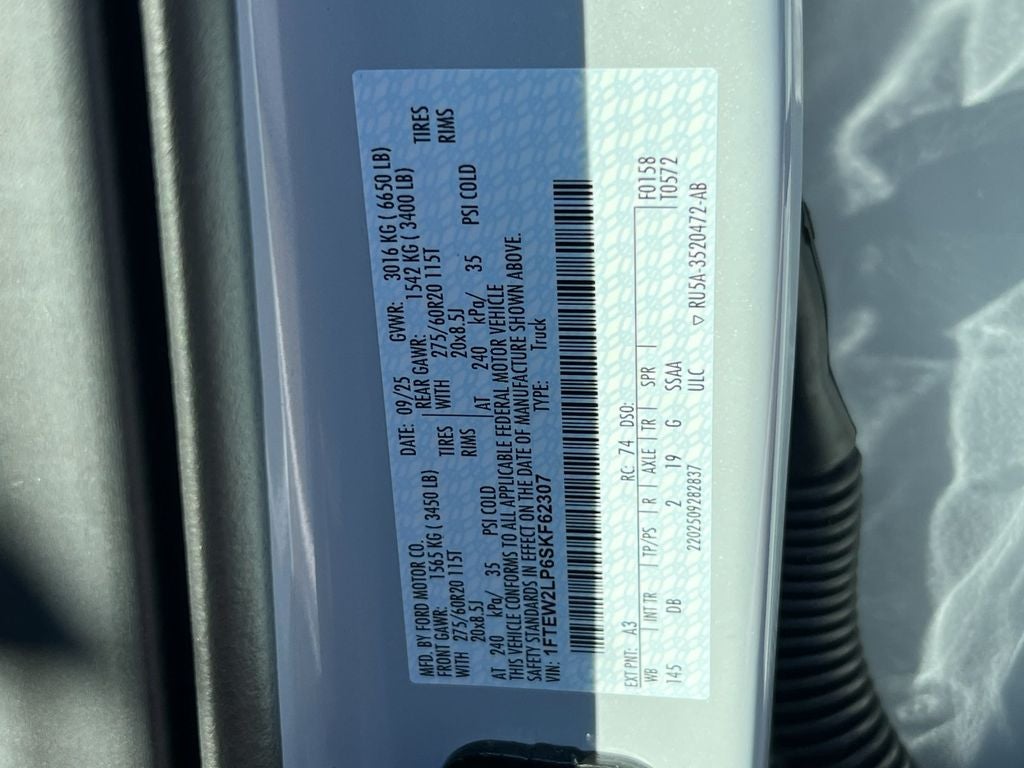 MFD. BY FORD MOTOR CO.
DATE: 09/25 GVWR: 3016 KG ( 6650 LB)
FRONT GAWR: 1565 KG ( 3450 LB) REAR GAWR: 1542 KG ( 3400 LB)
WITH 275/60R20 115T TIRES WITH 275/60R20 115T TIRES
20x8.5J RIMS 20x8.5J RIMS
AT 240 kPa/ 35 PSI COLD AT 240 kPa/ 35 PSI COLD
THIS VEHICLE CONFORMS TO ALL APPLICABLE FEDERAL MOTOR VEHICLE
SAFETY STANDARDS IN EFFECT ON THE DATE OF MANUFACTURE SHOWN ABOVE.
VIN: 1FTEW2LP6SKF62307 TYPE: Truck
EXT PNT: A3 RC: 74 DSO: F0158
WB INT TR TP/PS R AXLE TR SPR T0572
145 DB 2 19 G SSAA
2202509282837 ULC ▽ RU5A-3520472-AB